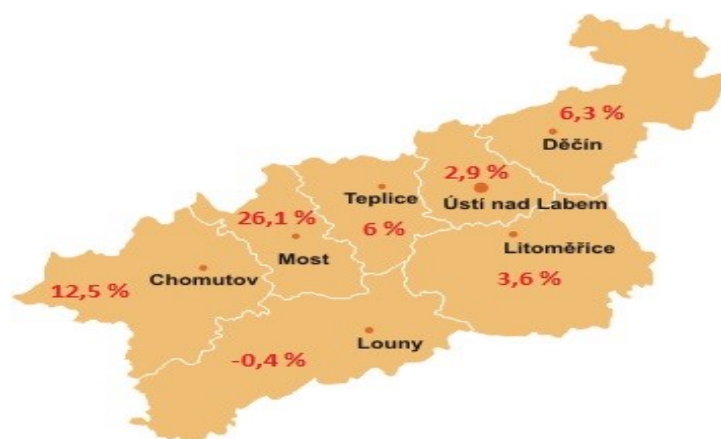 6,3 %
Děčín
2,9 %
Ústí nad Labem
Teplice
6 %
26,1 %
Most
Litoměřice
3,6 %
Chomutov
12,5 %
Louny
-0,4 %